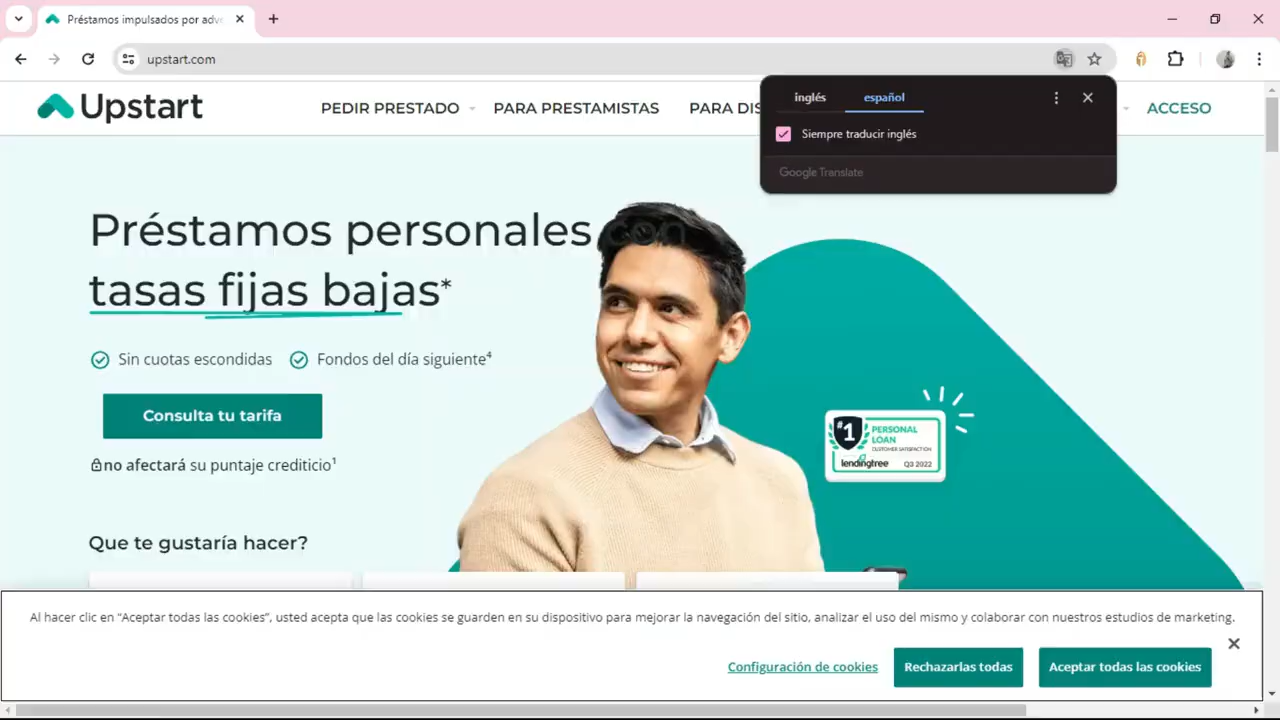 Préstamos impulsados por adve
upstart.com
inglés español
Siempre traducir inglés
Google Translate
Upstart
PEDIR PRESTADO PARA PRESTAMISTAS PARA DIS ACCESO
Préstamos personales con
tasas fijas bajas*
Sin cuotas escondidas Fondos del día siguiente⁴
Consulta tu tarifa
no afectará su puntaje crediticio¹
#1
PERSONAL
LOAN
CUSTOMER SATISFACTION
lendingtree Q3 2022
Que te gustaría hacer?
Al hacer clic en “Aceptar todas las cookies”, usted acepta que las cookies se guarden en su dispositivo para mejorar la navegación del sitio, analizar el uso del mismo y colaborar con nuestros estudios de marketing.
Configuración de cookies Rechazarlas todas Aceptar todas las cookies